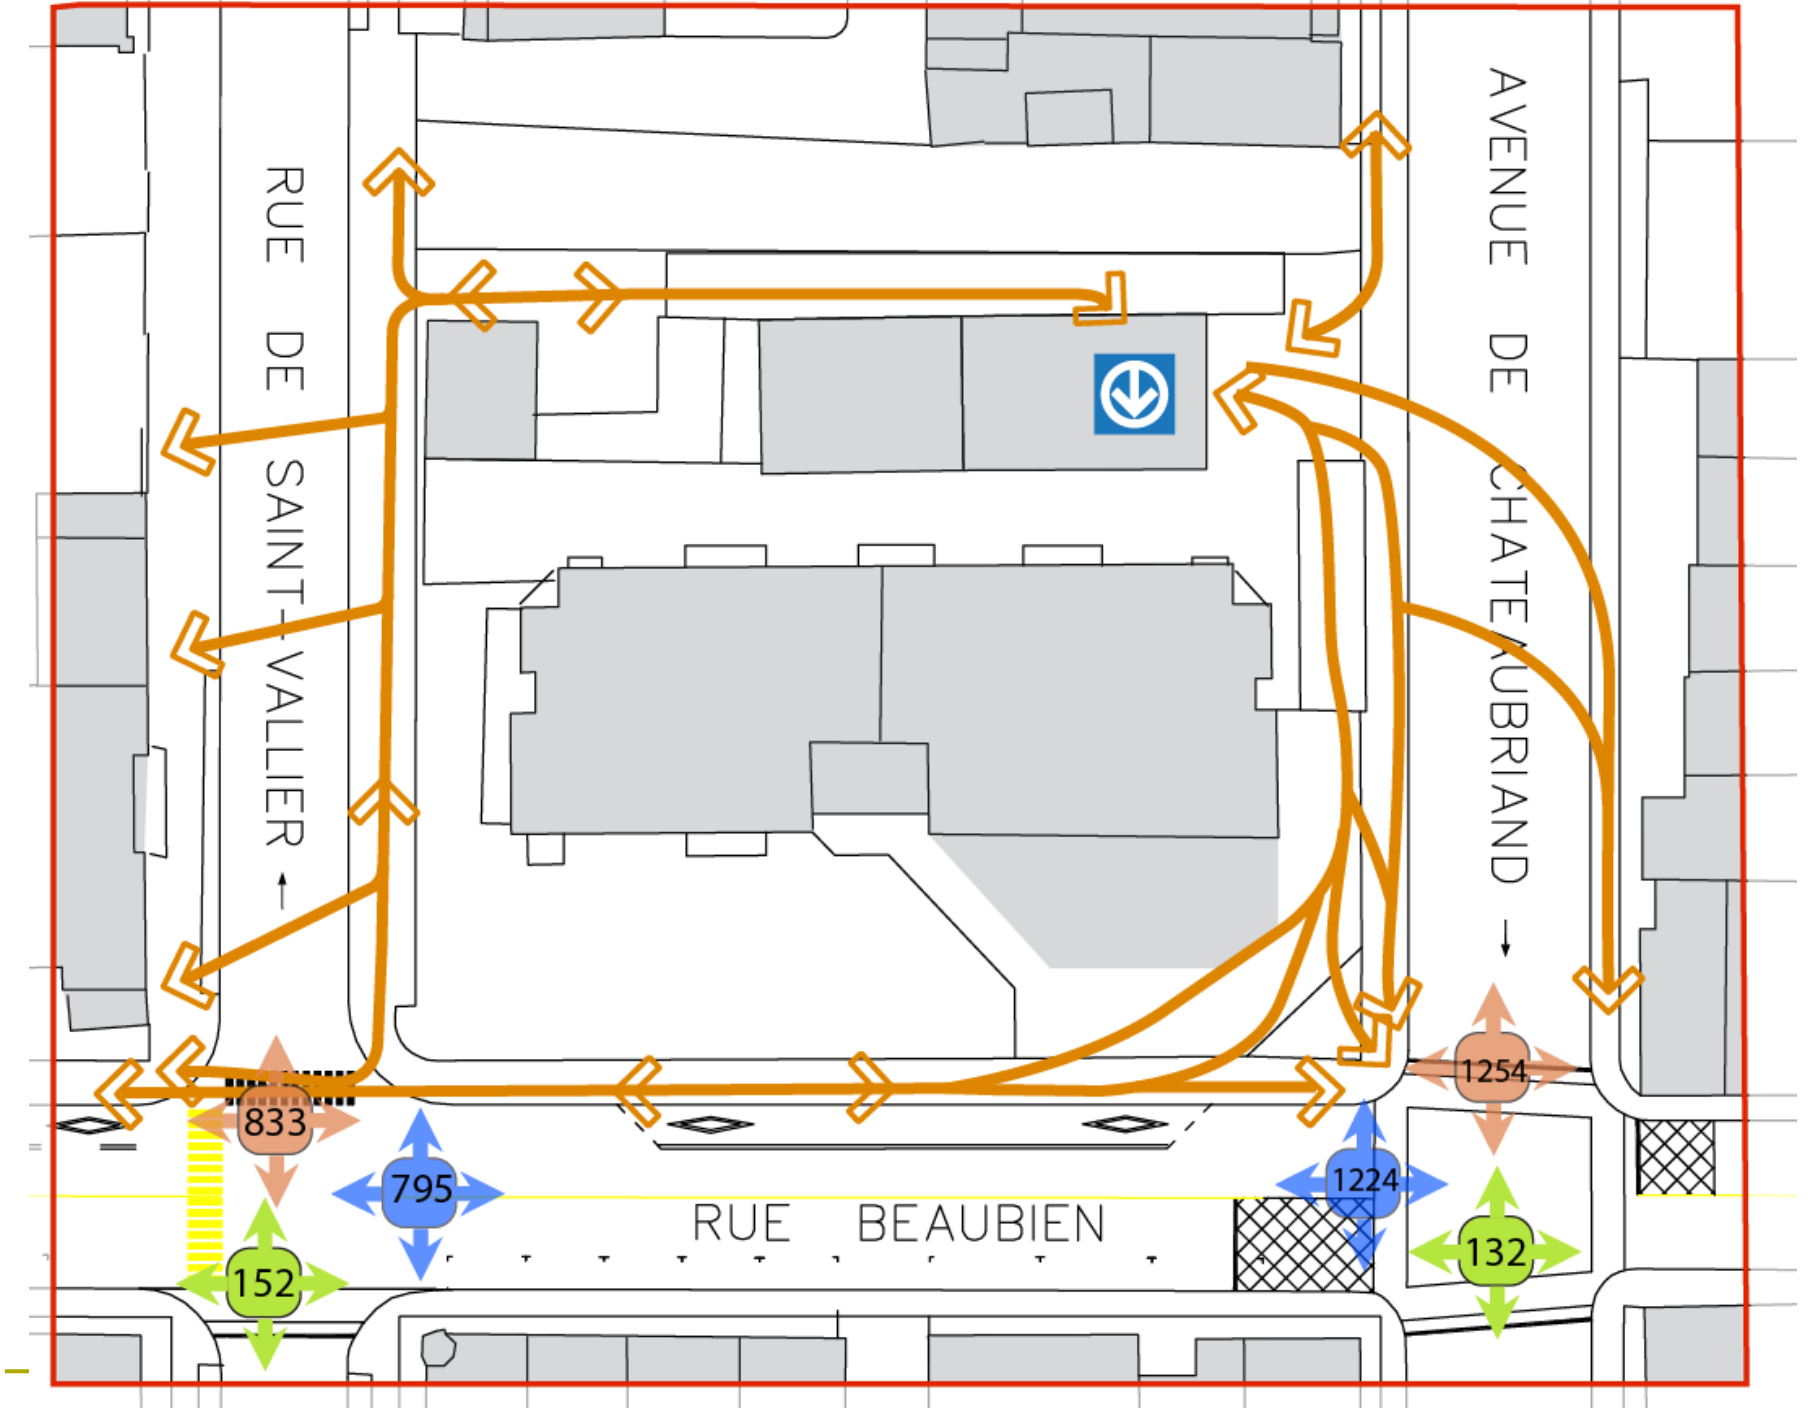 RUE DE SAINT-VALLIER
AVENUE DE CHATEAUBRIAND
1254
833
795
1224
RUE BEAUBIEN
152
132